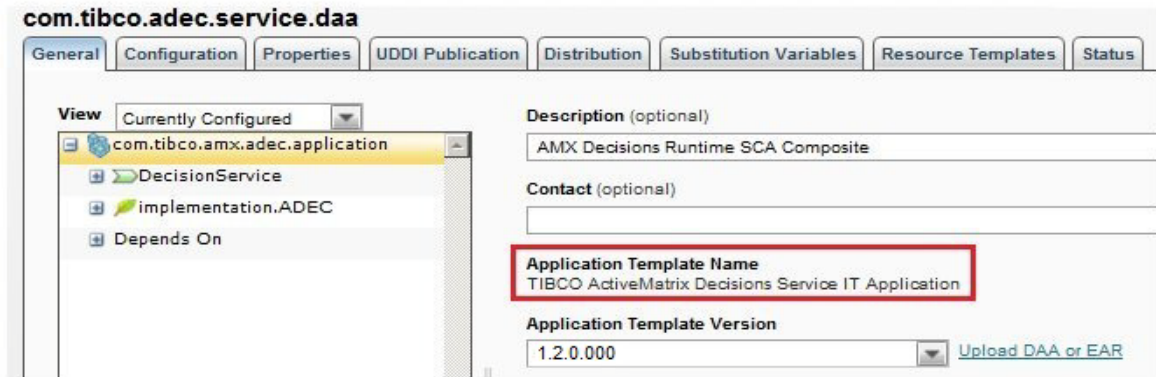 com.tibco.adec.service.daa
General Configuration Properties UDDI Publication Distribution Substitution Variables Resource Templates Status
View Currently Configured
com.tibco.amx.adec.application
DecisionService
implementation.ADEC
Depends On
Description (optional)
AMX Decisions Runtime SCA Composite
Contact (optional)
Application Template Name
TIBCO ActiveMatrix Decisions Service IT Application
Application Template Version
1.2.0.000 Upload DAA or EAR